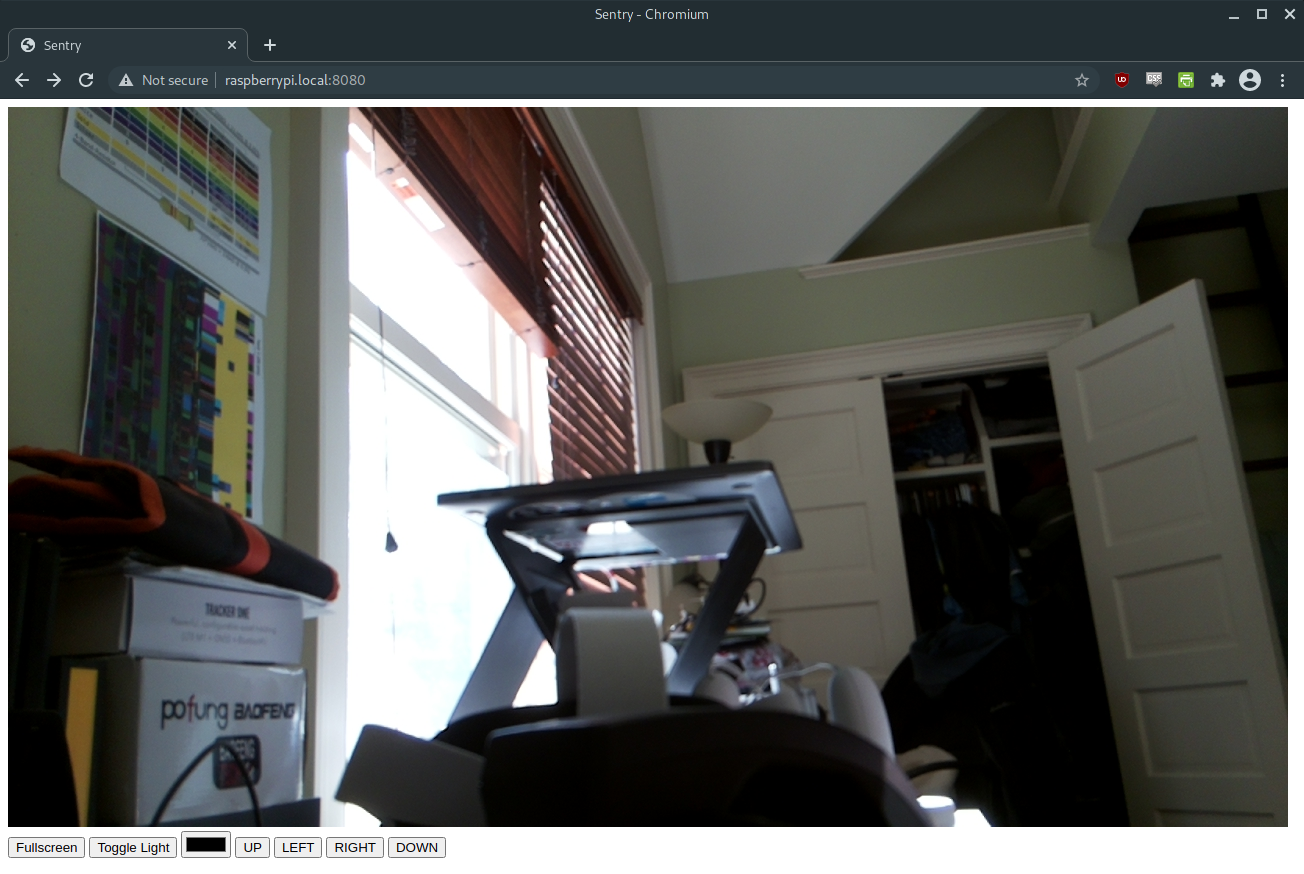 Sentry - Chromium
Sentry
Not secure raspberrypi.local:8080
TRACKER ONE
pofung BAOFENG
BAOFENG
Fullscreen Toggle Light UP LEFT RIGHT DOWN